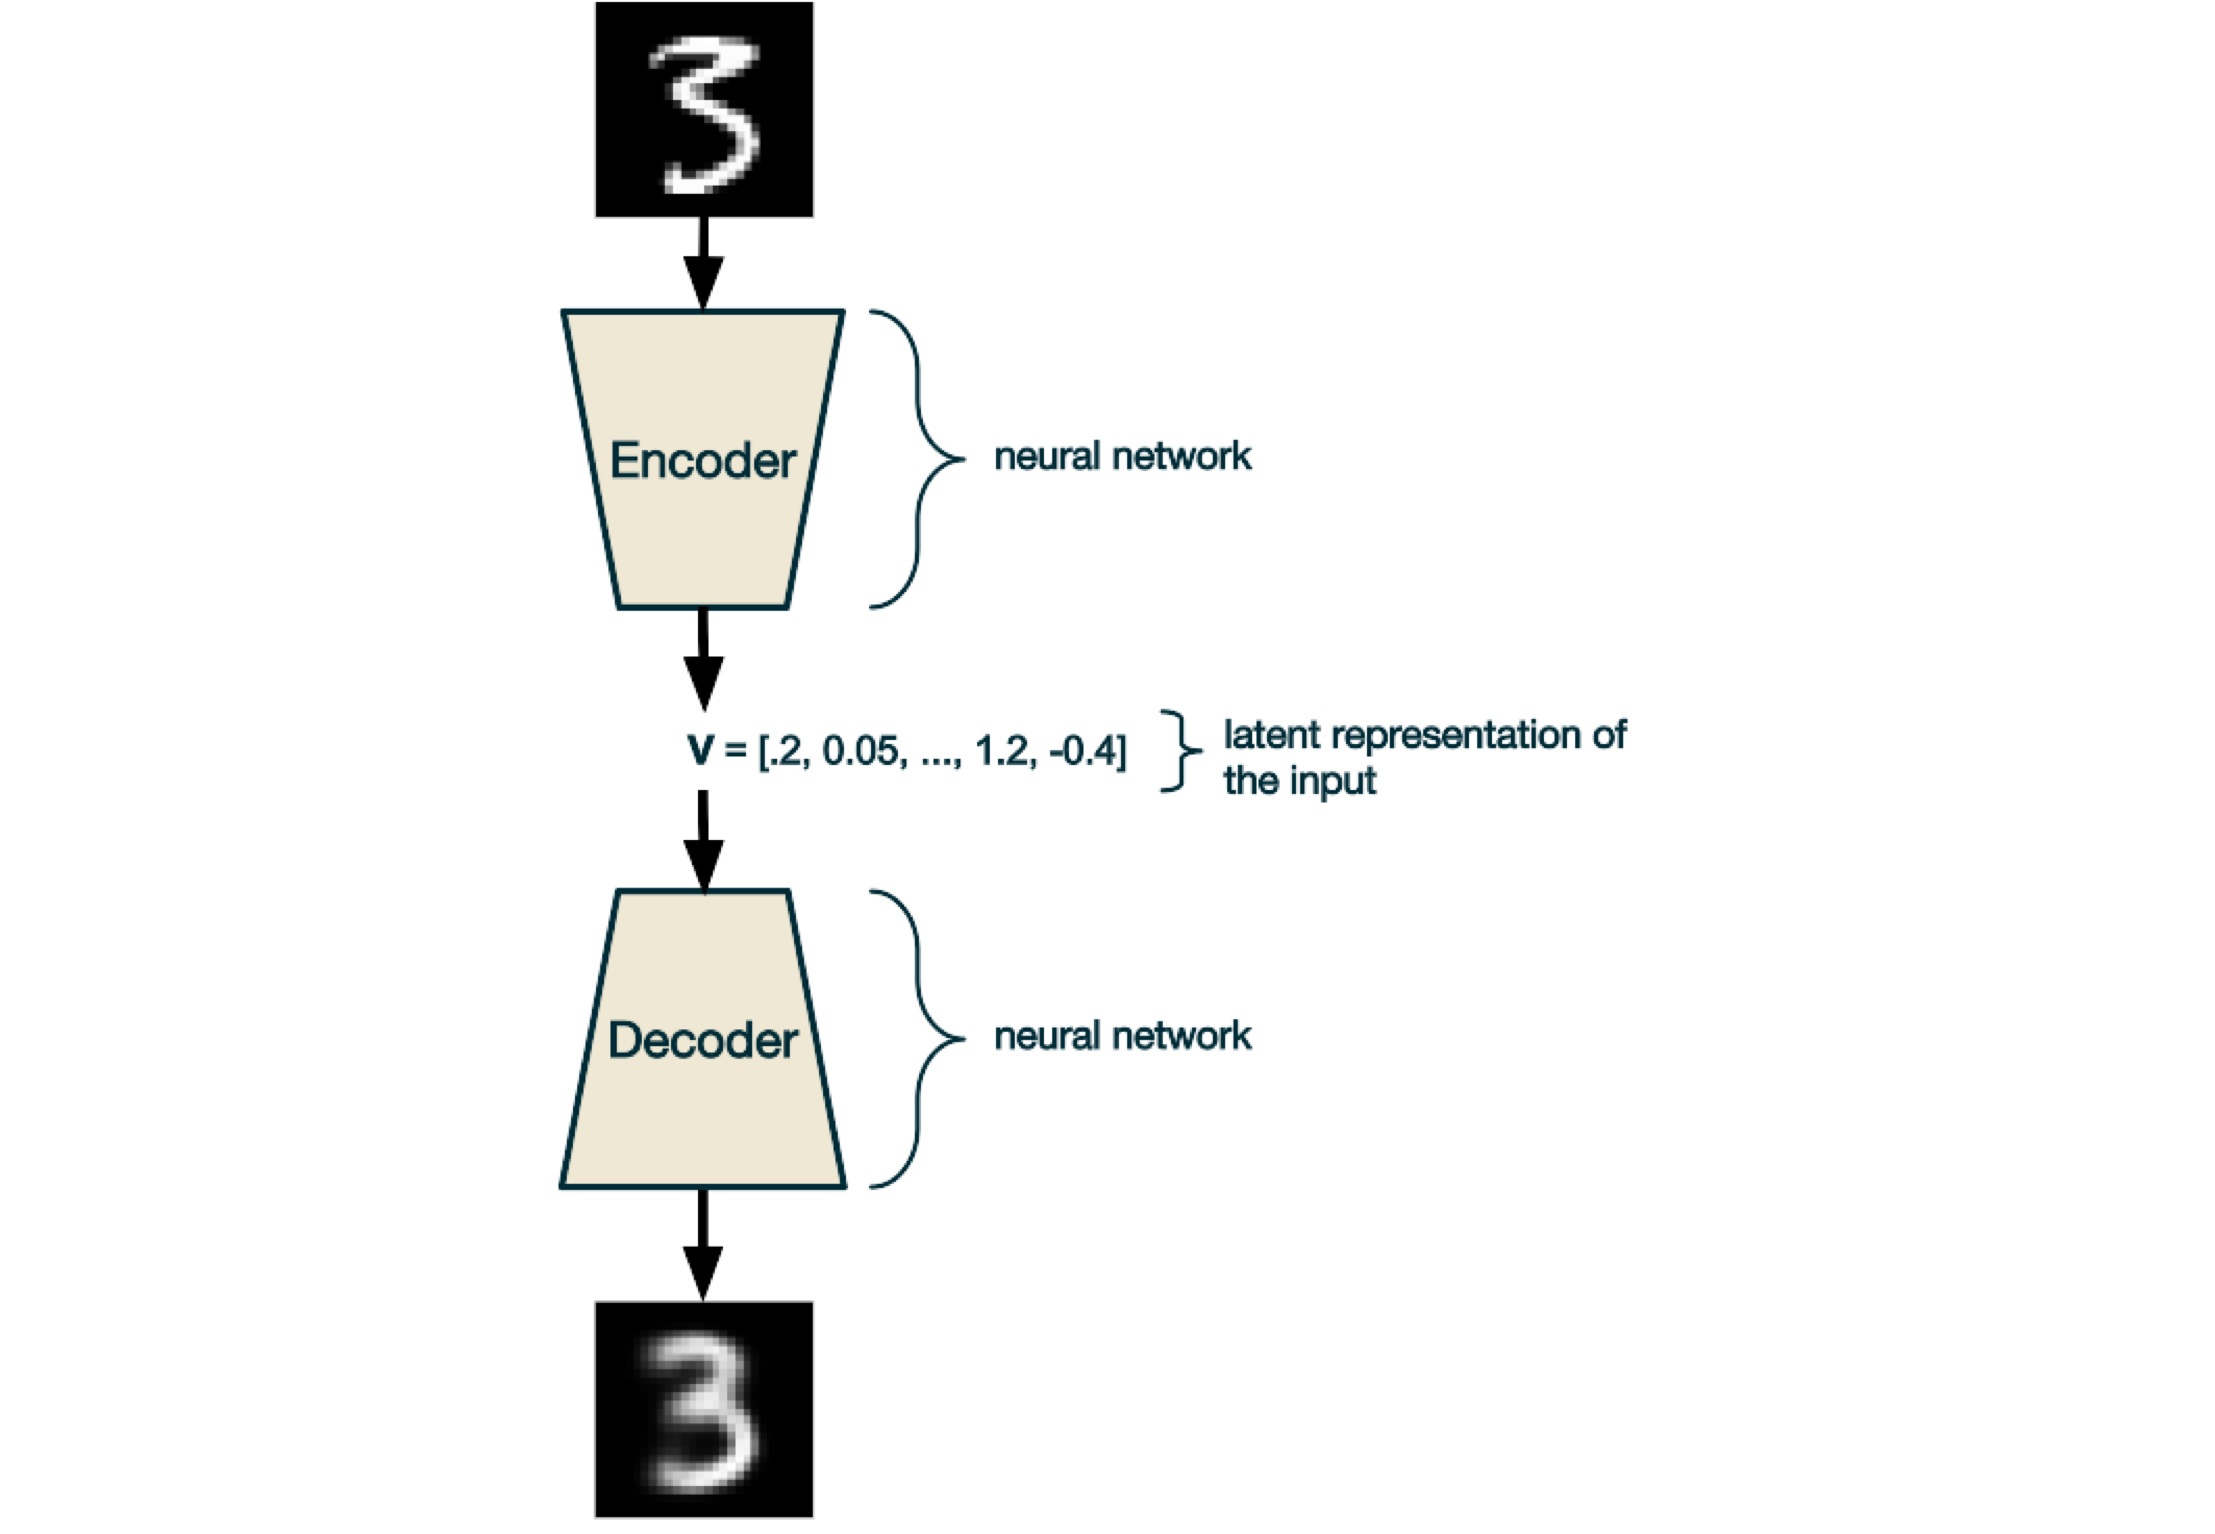 3
Encoder
neural network
v = [.2, 0.05, ..., 1.2, -0.4]
latent representation of
the input
Decoder
neural network
3